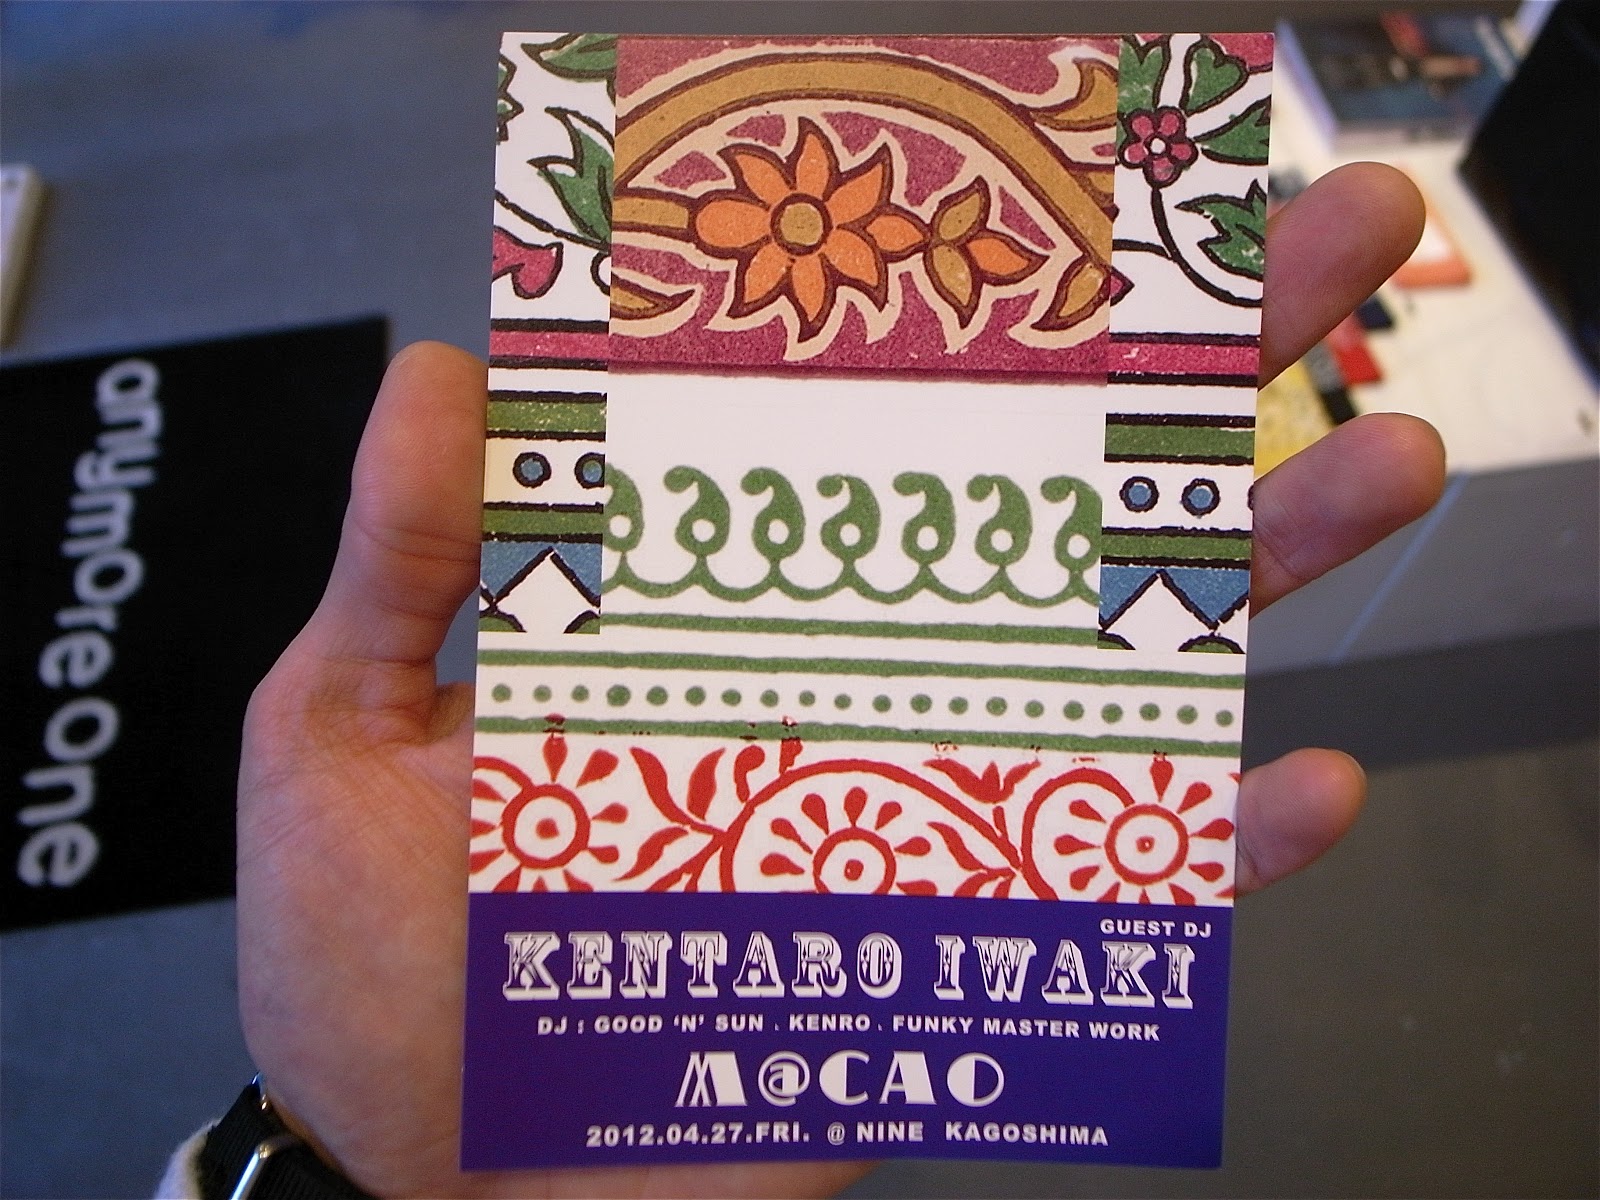 GUEST DJ
KENTARO IWAKI
DJ : GOOD 'N' SUN . KENRO . FUNKY MASTER WORK
M@CAO
2012.04.27.FRI. @ NINE KAGOSHIMA
anymore one